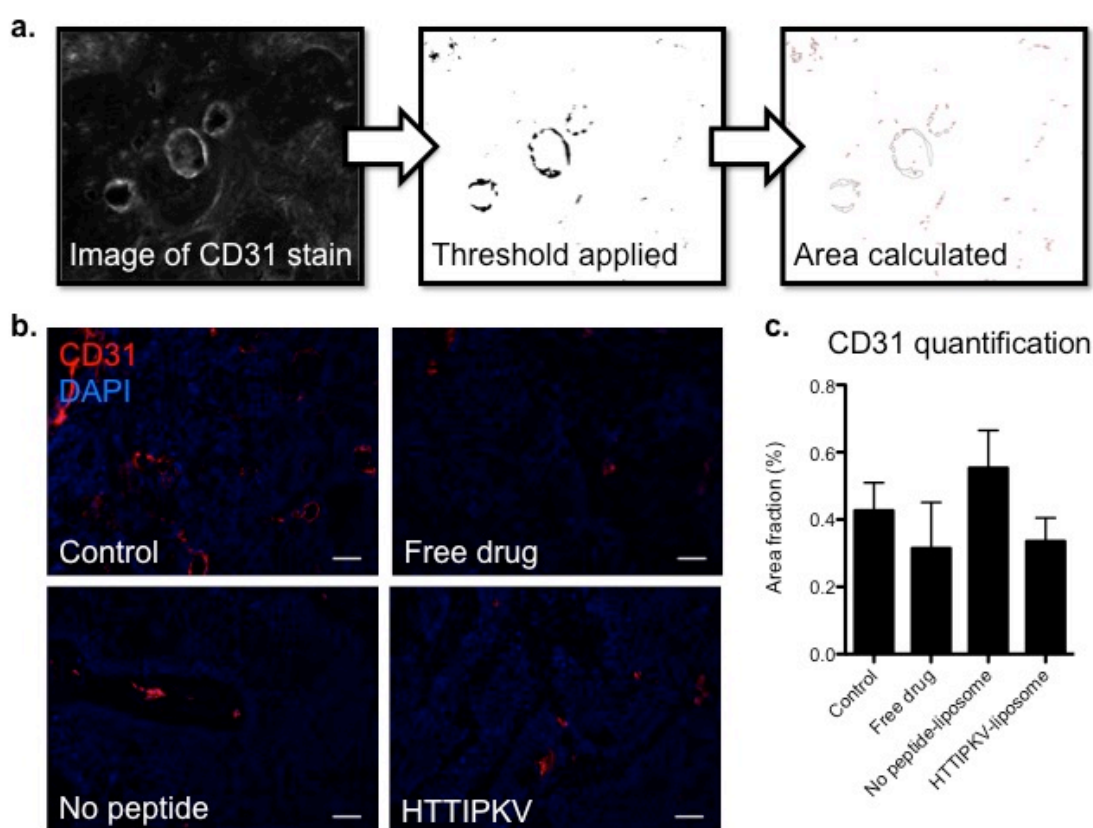 a.
Image of CD31 stain
Threshold applied
Area calculated
b.
CD31
DAPI
Control
Free drug
No peptide
HTTIPKV
c.
CD31 quantification
Area fraction (%)
0.8
0.6
0.4
0.2
0.0
Control
Free drug
No peptide-liposome
HTTIPKV-liposome